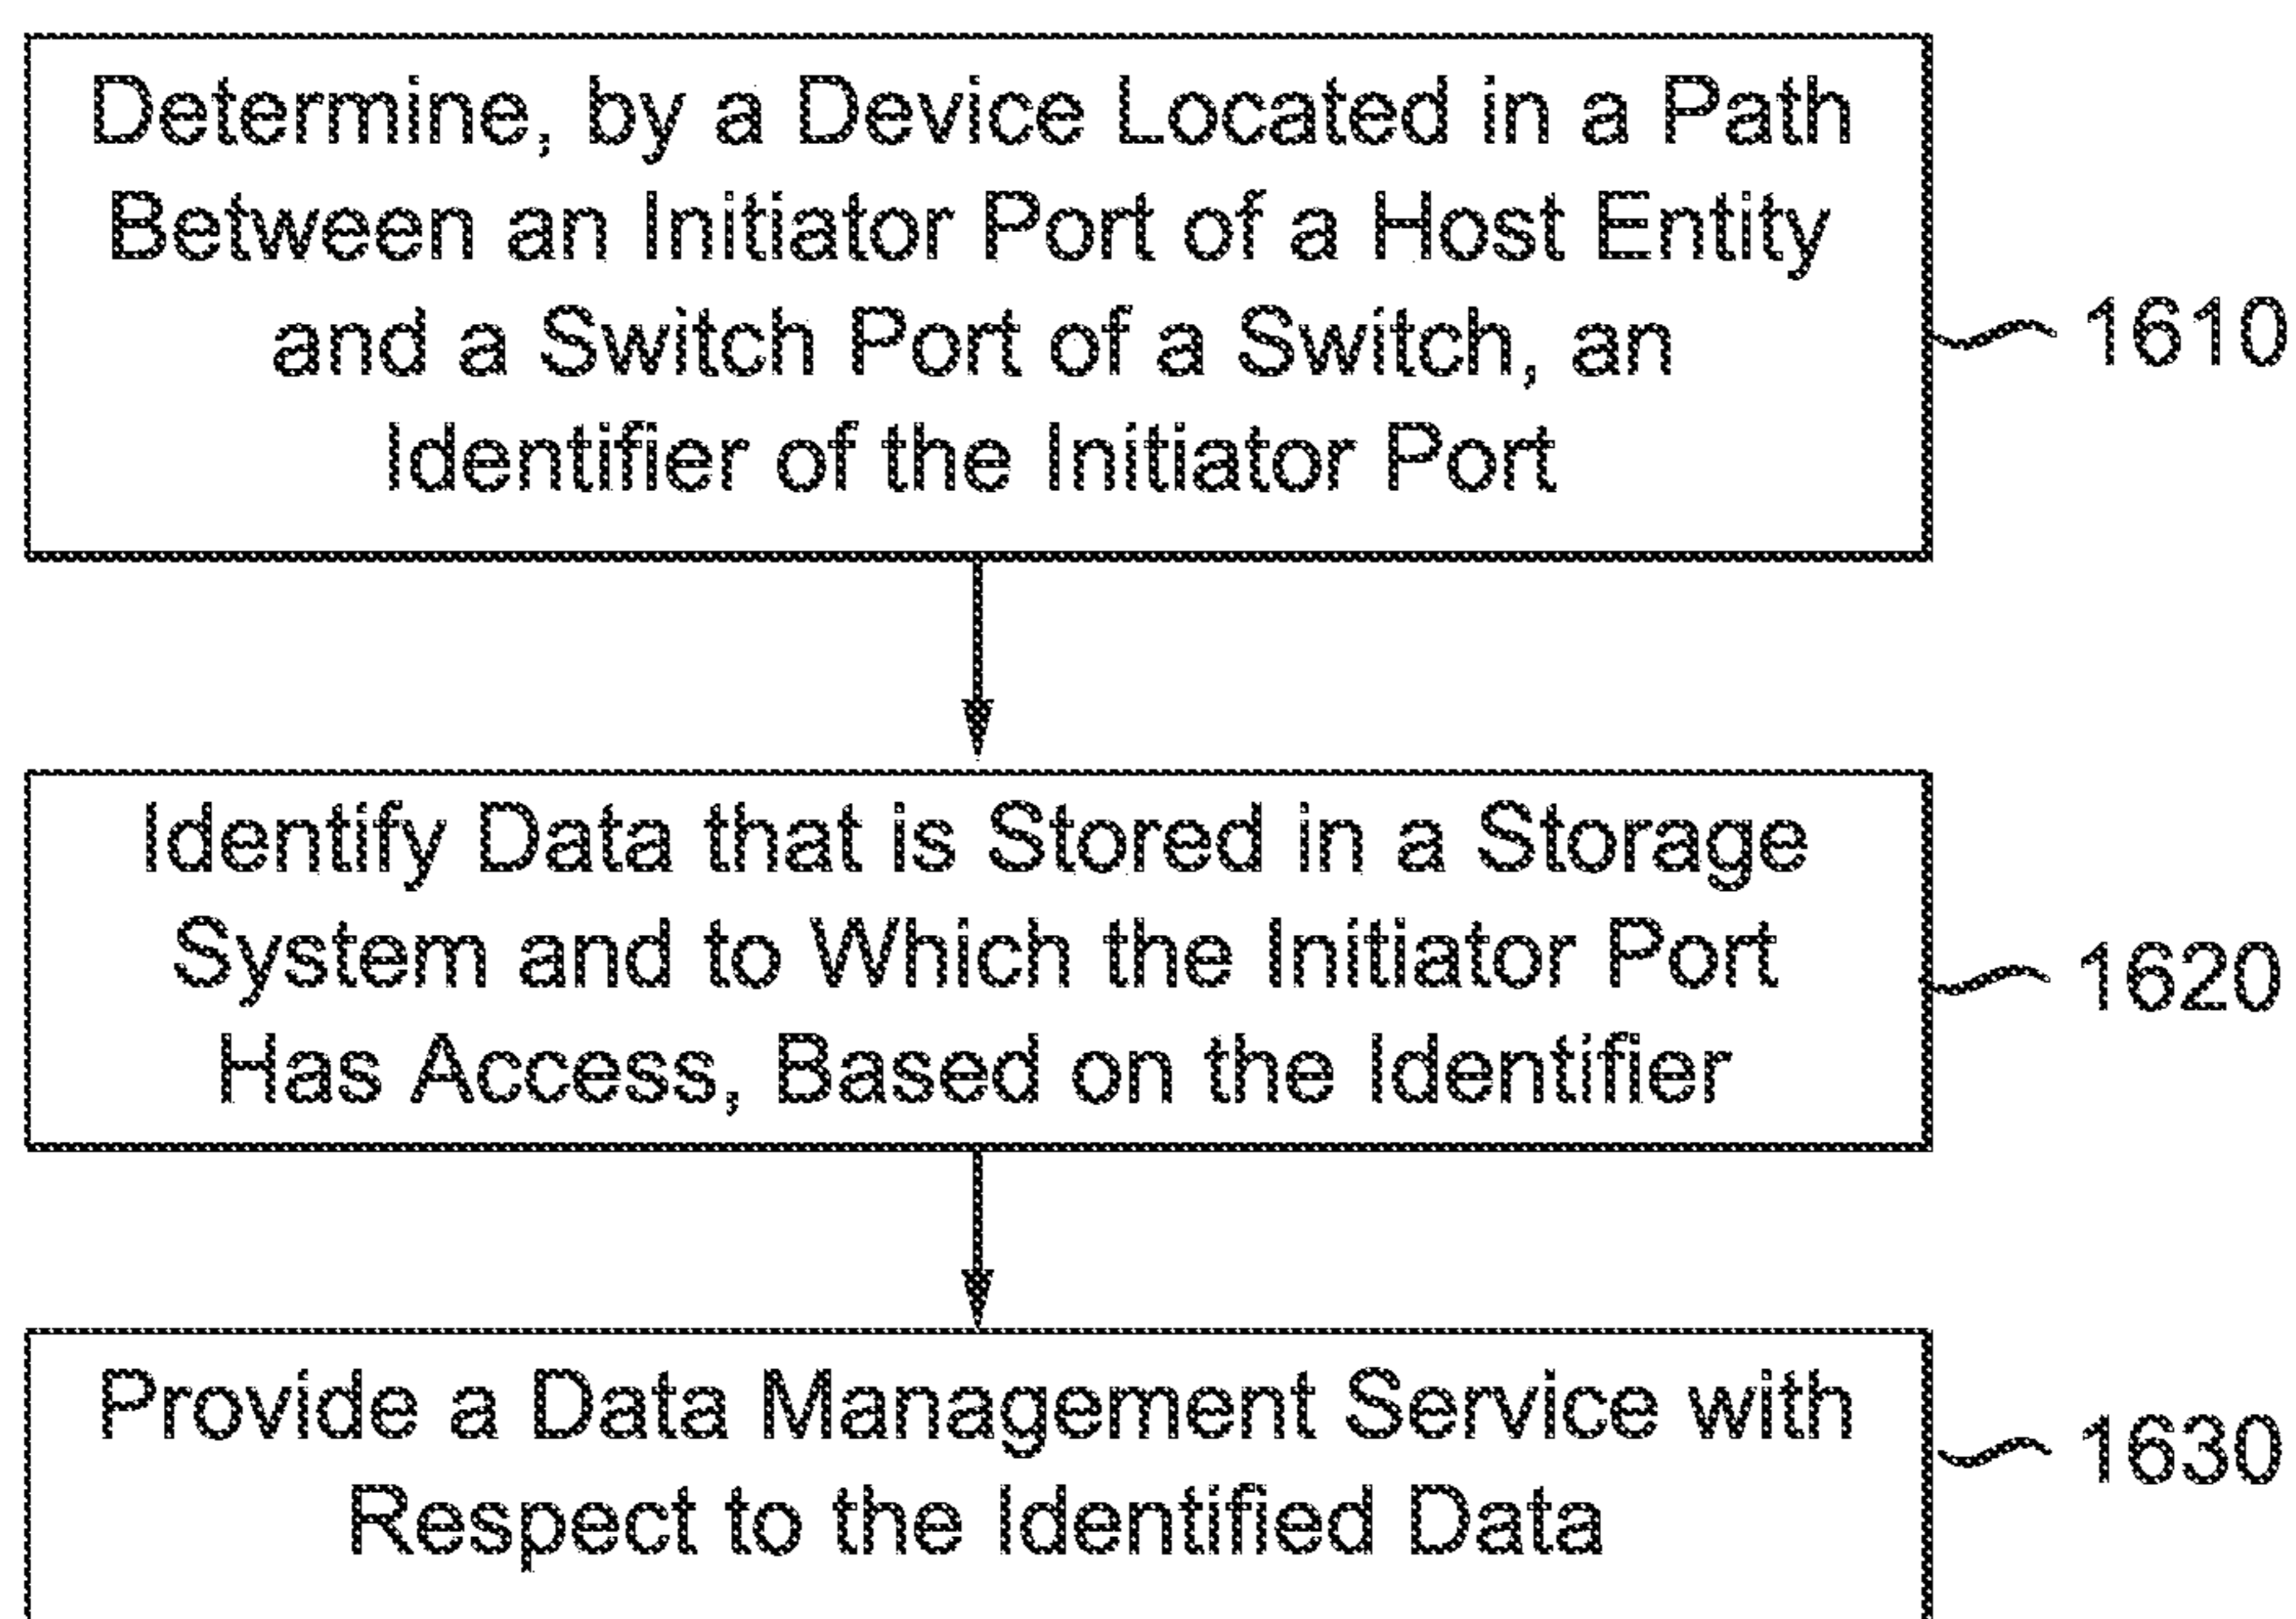 Determine, by a Device Located in a Path
Between an Initiator Port of a Host Entity
and a Switch Port of a Switch, an
Identifier of the Initiator Port
1610
Identify Data that is Stored in a Storage
System and to Which the Initiator Port
Has Access, Based on the Identifier
1620
Provide a Data Management Service with
Respect to the Identified Data
1630